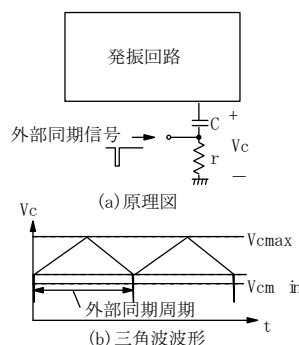 発振回路
C
+
外部同期信号
Vc
r
—
(a)原理図
Vc
Vcmax
Vcm in
外部同期周期
t
(b)三角波波形